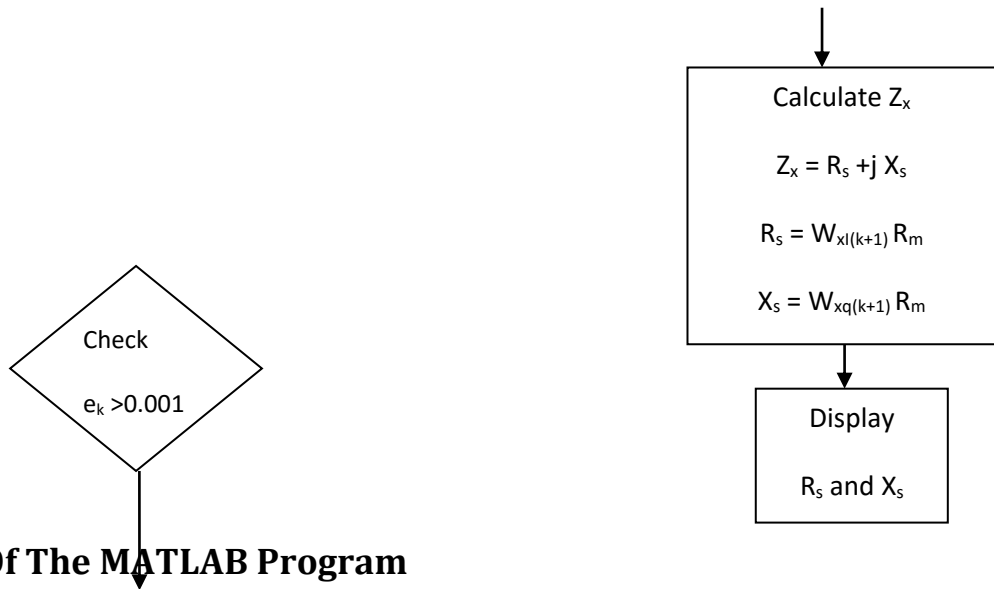 Calculate Zₓ
Zₓ = Rₛ +j Xₛ
Rₛ = Wxl(k+1) Rₘ
Xₛ = Wxq(k+1) Rₘ
Check
eₖ >0.001
Display
Rₛ and Xₛ
Of The MATLAB Program